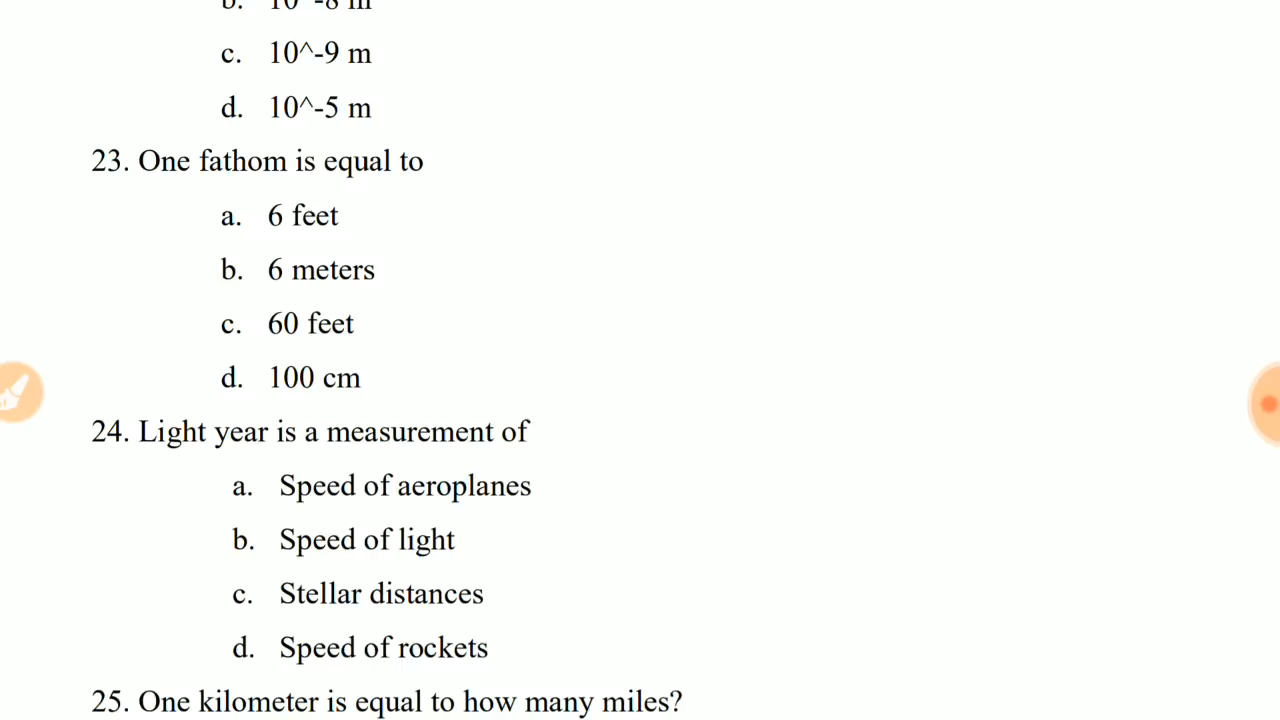 b. 10^-8 m
c. 10^-9 m
d. 10^-5 m
23. One fathom is equal to
a. 6 feet
b. 6 meters
c. 60 feet
d. 100 cm
24. Light year is a measurement of
a. Speed of aeroplanes
b. Speed of light
c. Stellar distances
d. Speed of rockets
25. One kilometer is equal to how many miles?